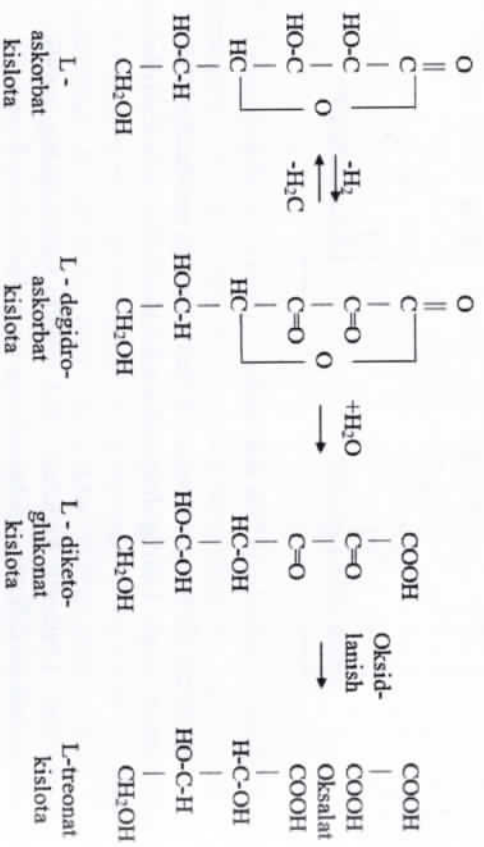 O
||
C
|
HO-C
|
HO-C
|
HC
|
HO-C-H
|
CH₂OH
O
L -
askorbat
kislota
-H₂
-H₂C
O
||
C
|
C=O
|
C=O
|
HC
|
HO-C-H
|
CH₂OH
O
L - degidro-
askorbat
kislota
+H₂O
COOH
|
C=O
|
C=O
|
HC-OH
|
HO-C-OH
|
CH₂OH
L - diketo-
glukonat
kislota
Oksid-
lanish
COOH
|
COOH
Oksalat
COOH
|
H-C-OH
|
HO-C-H
|
CH₂OH
L-treonat
kislota